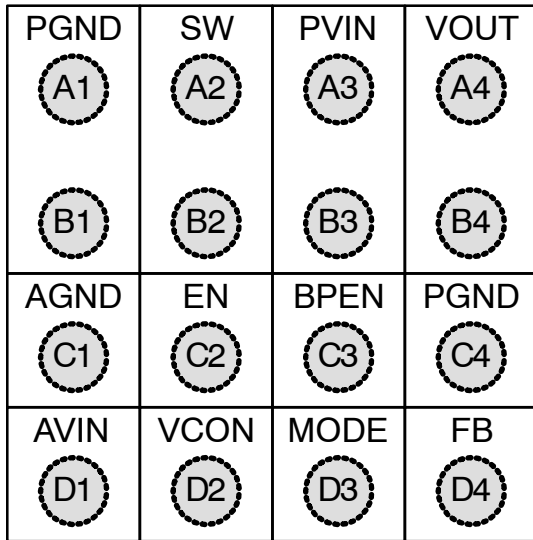 PGND SW PVIN VOUT
A1 A2 A3 A4
B1 B2 B3 B4
AGND EN BPEN PGND
C1 C2 C3 C4
AVIN VCON MODE FB
D1 D2 D3 D4